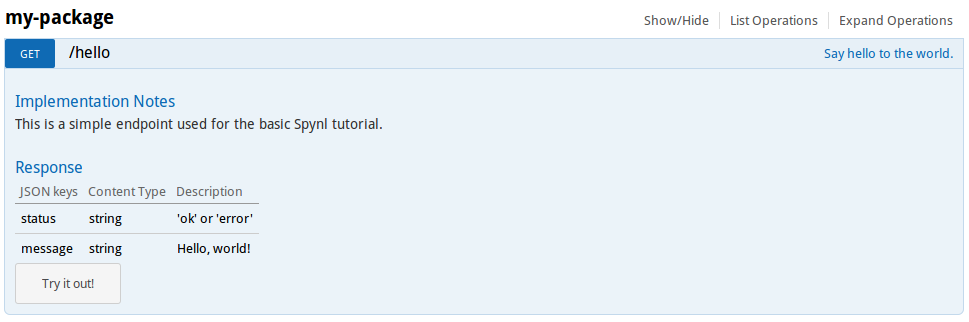 my-package Show/Hide List Operations Expand Operations
GET /hello Say hello to the world.
Implementation Notes
This is a simple endpoint used for the basic Spynl tutorial.
Response
JSON keys Content Type Description
status string 'ok' or 'error'
message string Hello, world!
Try it out!